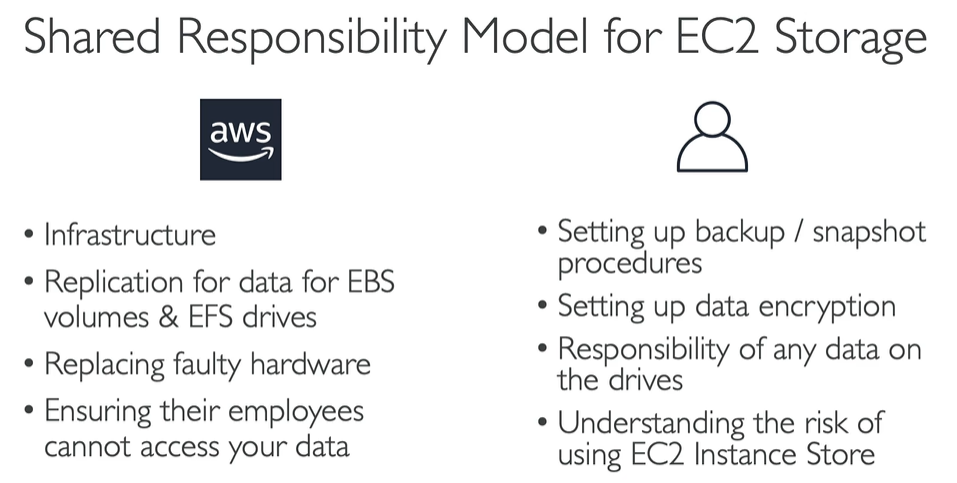 Shared Responsibility Model for EC2 Storage
aws
• Infrastructure
• Replication for data for EBS
volumes & EFS drives
• Replacing faulty hardware
• Ensuring their employees
cannot access your data
• Setting up backup / snapshot
procedures
• Setting up data encryption
• Responsibility of any data on
the drives
• Understanding the risk of
using EC2 Instance Store